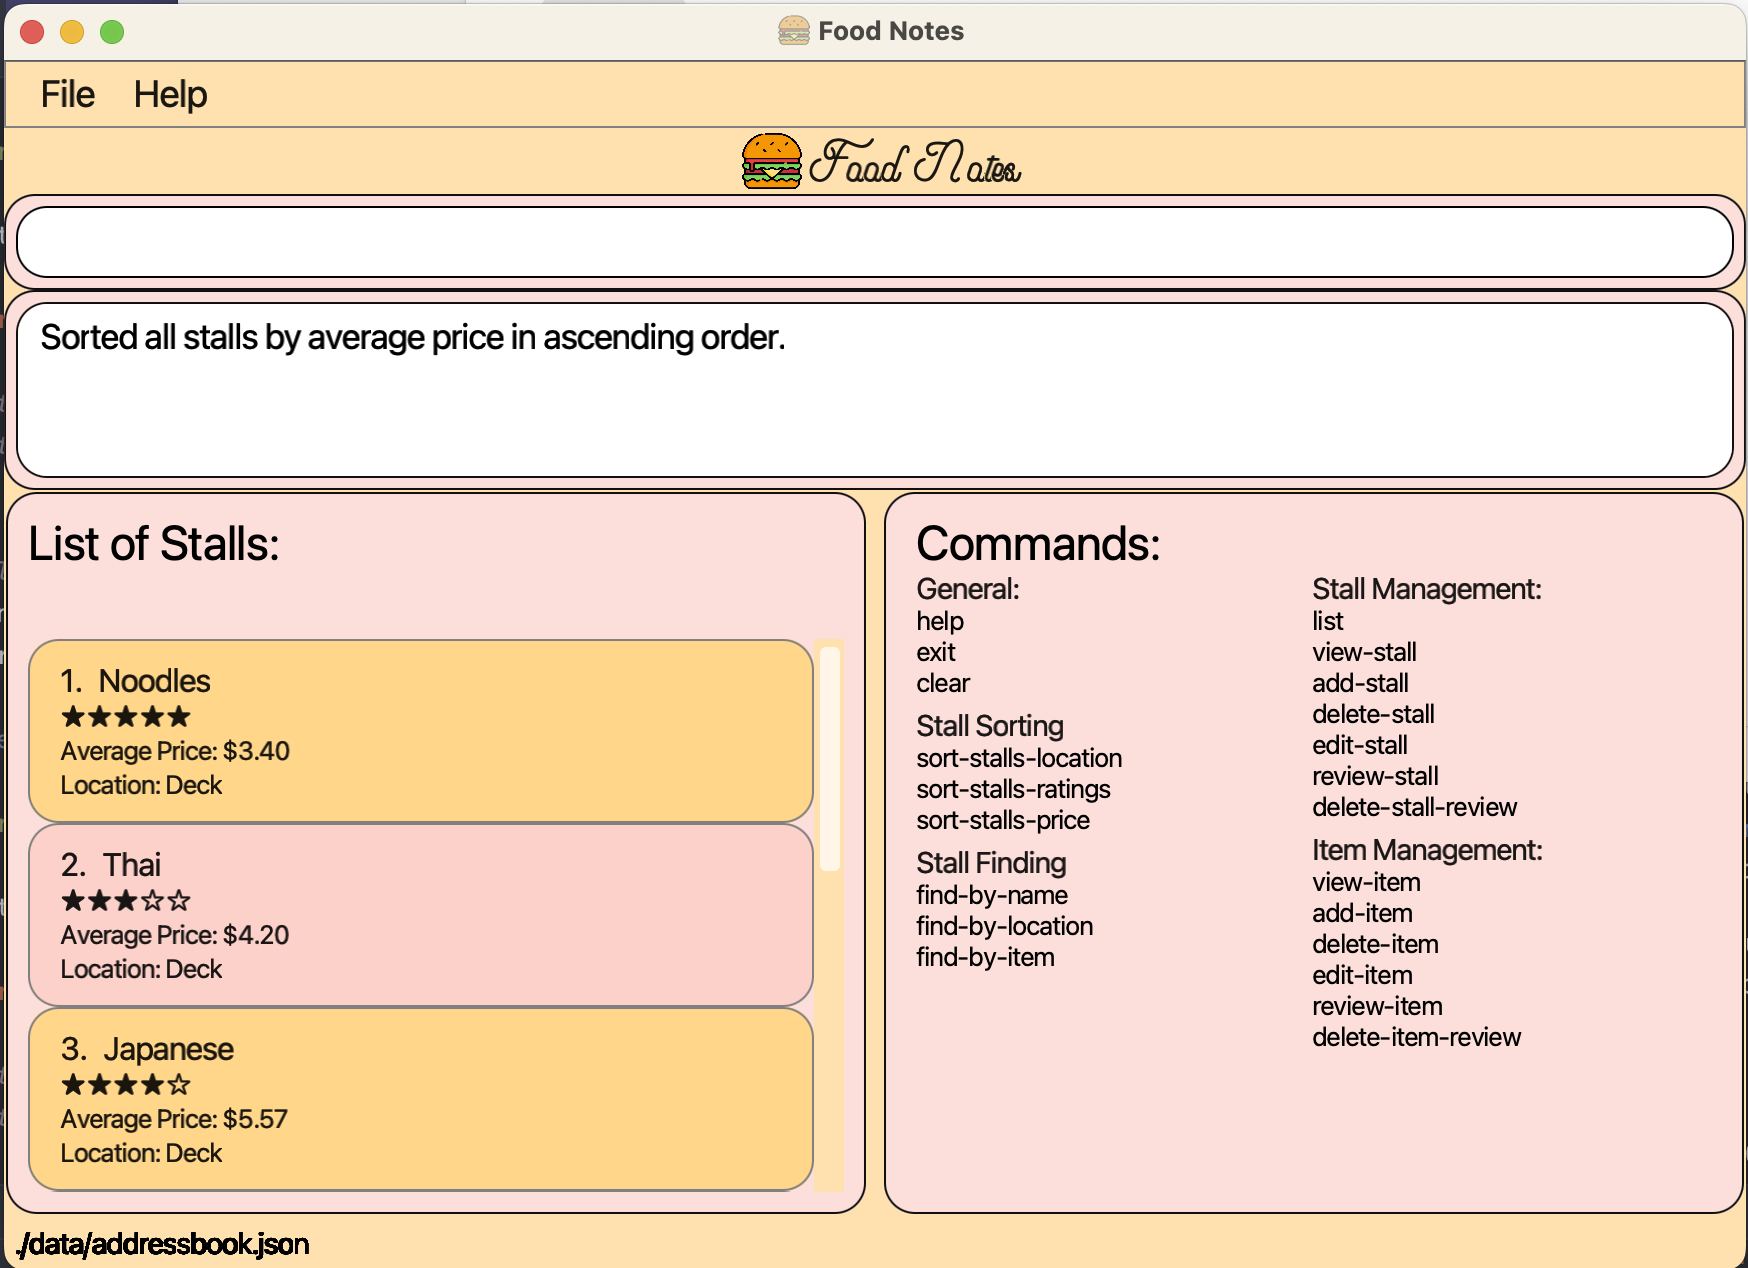 Food Notes
File Help
Food Notes
Sorted all stalls by average price in ascending order.
List of Stalls:
1. Noodles
★★★★★
Average Price: $3.40
Location: Deck
2. Thai
★★★☆☆
Average Price: $4.20
Location: Deck
3. Japanese
★★★★☆
Average Price: $5.57
Location: Deck
Commands:
General:
help
exit
clear
Stall Sorting
sort-stalls-location
sort-stalls-ratings
sort-stalls-price
Stall Finding
find-by-name
find-by-location
find-by-item
Stall Management:
list
view-stall
add-stall
delete-stall
edit-stall
review-stall
delete-stall-review
Item Management:
view-item
add-item
delete-item
edit-item
review-item
delete-item-review
./data/addressbook.json